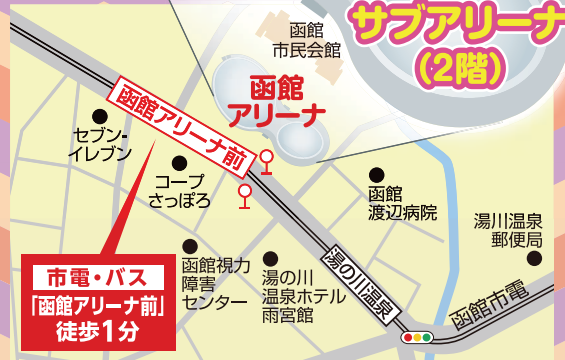 サブアリーナ
(2階)
函館
市民会館
函館
アリーナ
函館アリーナ前
セブン-
イレブン
コープ
さっぽろ
函館
渡辺病院
湯川温泉
郵便局
市電・バス
「函館アリーナ前」
徒歩1分
函館視力
障害
センター
湯の川
温泉ホテル
雨宮館
湯の川温泉
函館市電